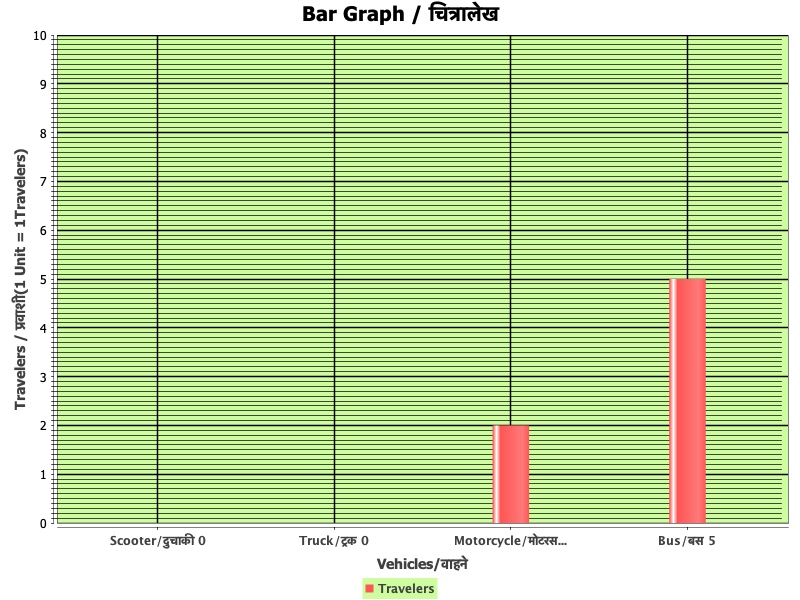 Bar Graph / चित्रालेख
Travelers / प्रवाशी(1 Unit = 1Travelers)
10
9
8
7
6
5
4
3
2
1
0
Scooter/दुचाकी 0 Truck/ट्रक 0 Motorcycle/मोटरस... Bus/बस 5
Vehicles/वाहने
Travelers